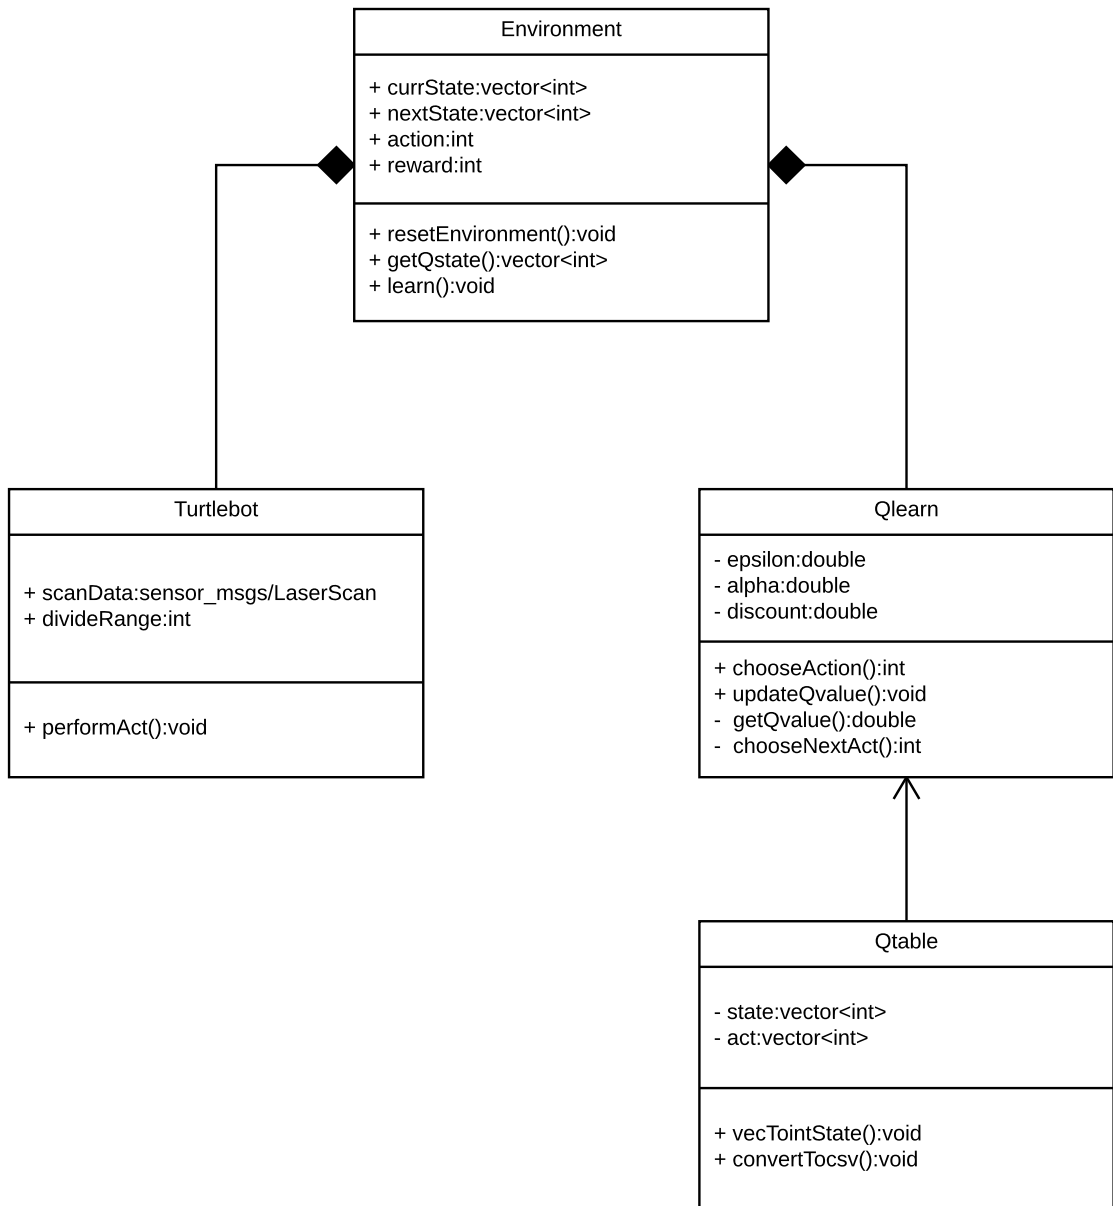 Environment
+ currState:vector<int>
+ nextState:vector<int>
+ action:int
+ reward:int
+ resetEnvironment():void
+ getQstate():vector<int>
+ learn():void
Turtlebot
+ scanData:sensor_msgs/LaserScan
+ divideRange:int
+ performAct():void
Qlearn
- epsilon:double
- alpha:double
- discount:double
+ chooseAction():int
+ updateQvalue():void
-  getQvalue():double
-  chooseNextAct():int
Qtable
- state:vector<int>
- act:vector<int>
+ vecTointState():void
+ convertTocsv():void